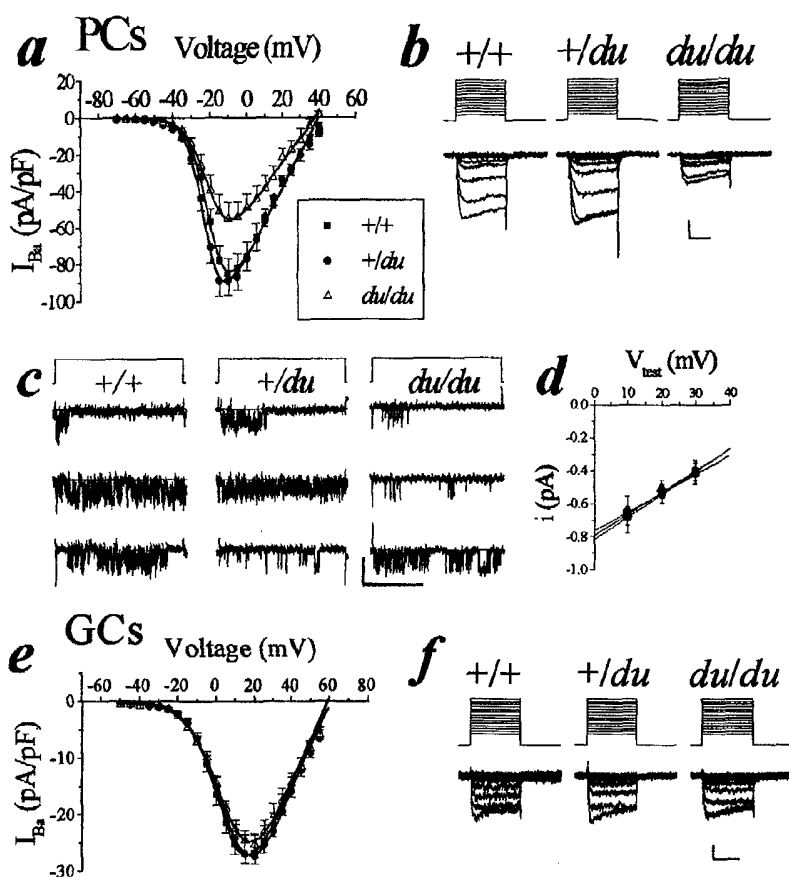 a PCs
Voltage (mV)
-80 -60 -40 -20 0 20 40 60
20
0
-20
-40
-60
-80
-100
I_Ba (pA/pF)
+/+
+/du
du/du
b
+/+ +/du du/du
c
+/+ +/du du/du
d
V_test (mV)
0 10 20 30 40
0.0
-0.2
-0.4
-0.6
-0.8
-1.0
i (pA)
e GCs
Voltage (mV)
-60 -40 -20 0 20 40 60 80
0
-10
-20
-30
I_Ba (pA/pF)
f
+/+ +/du du/du